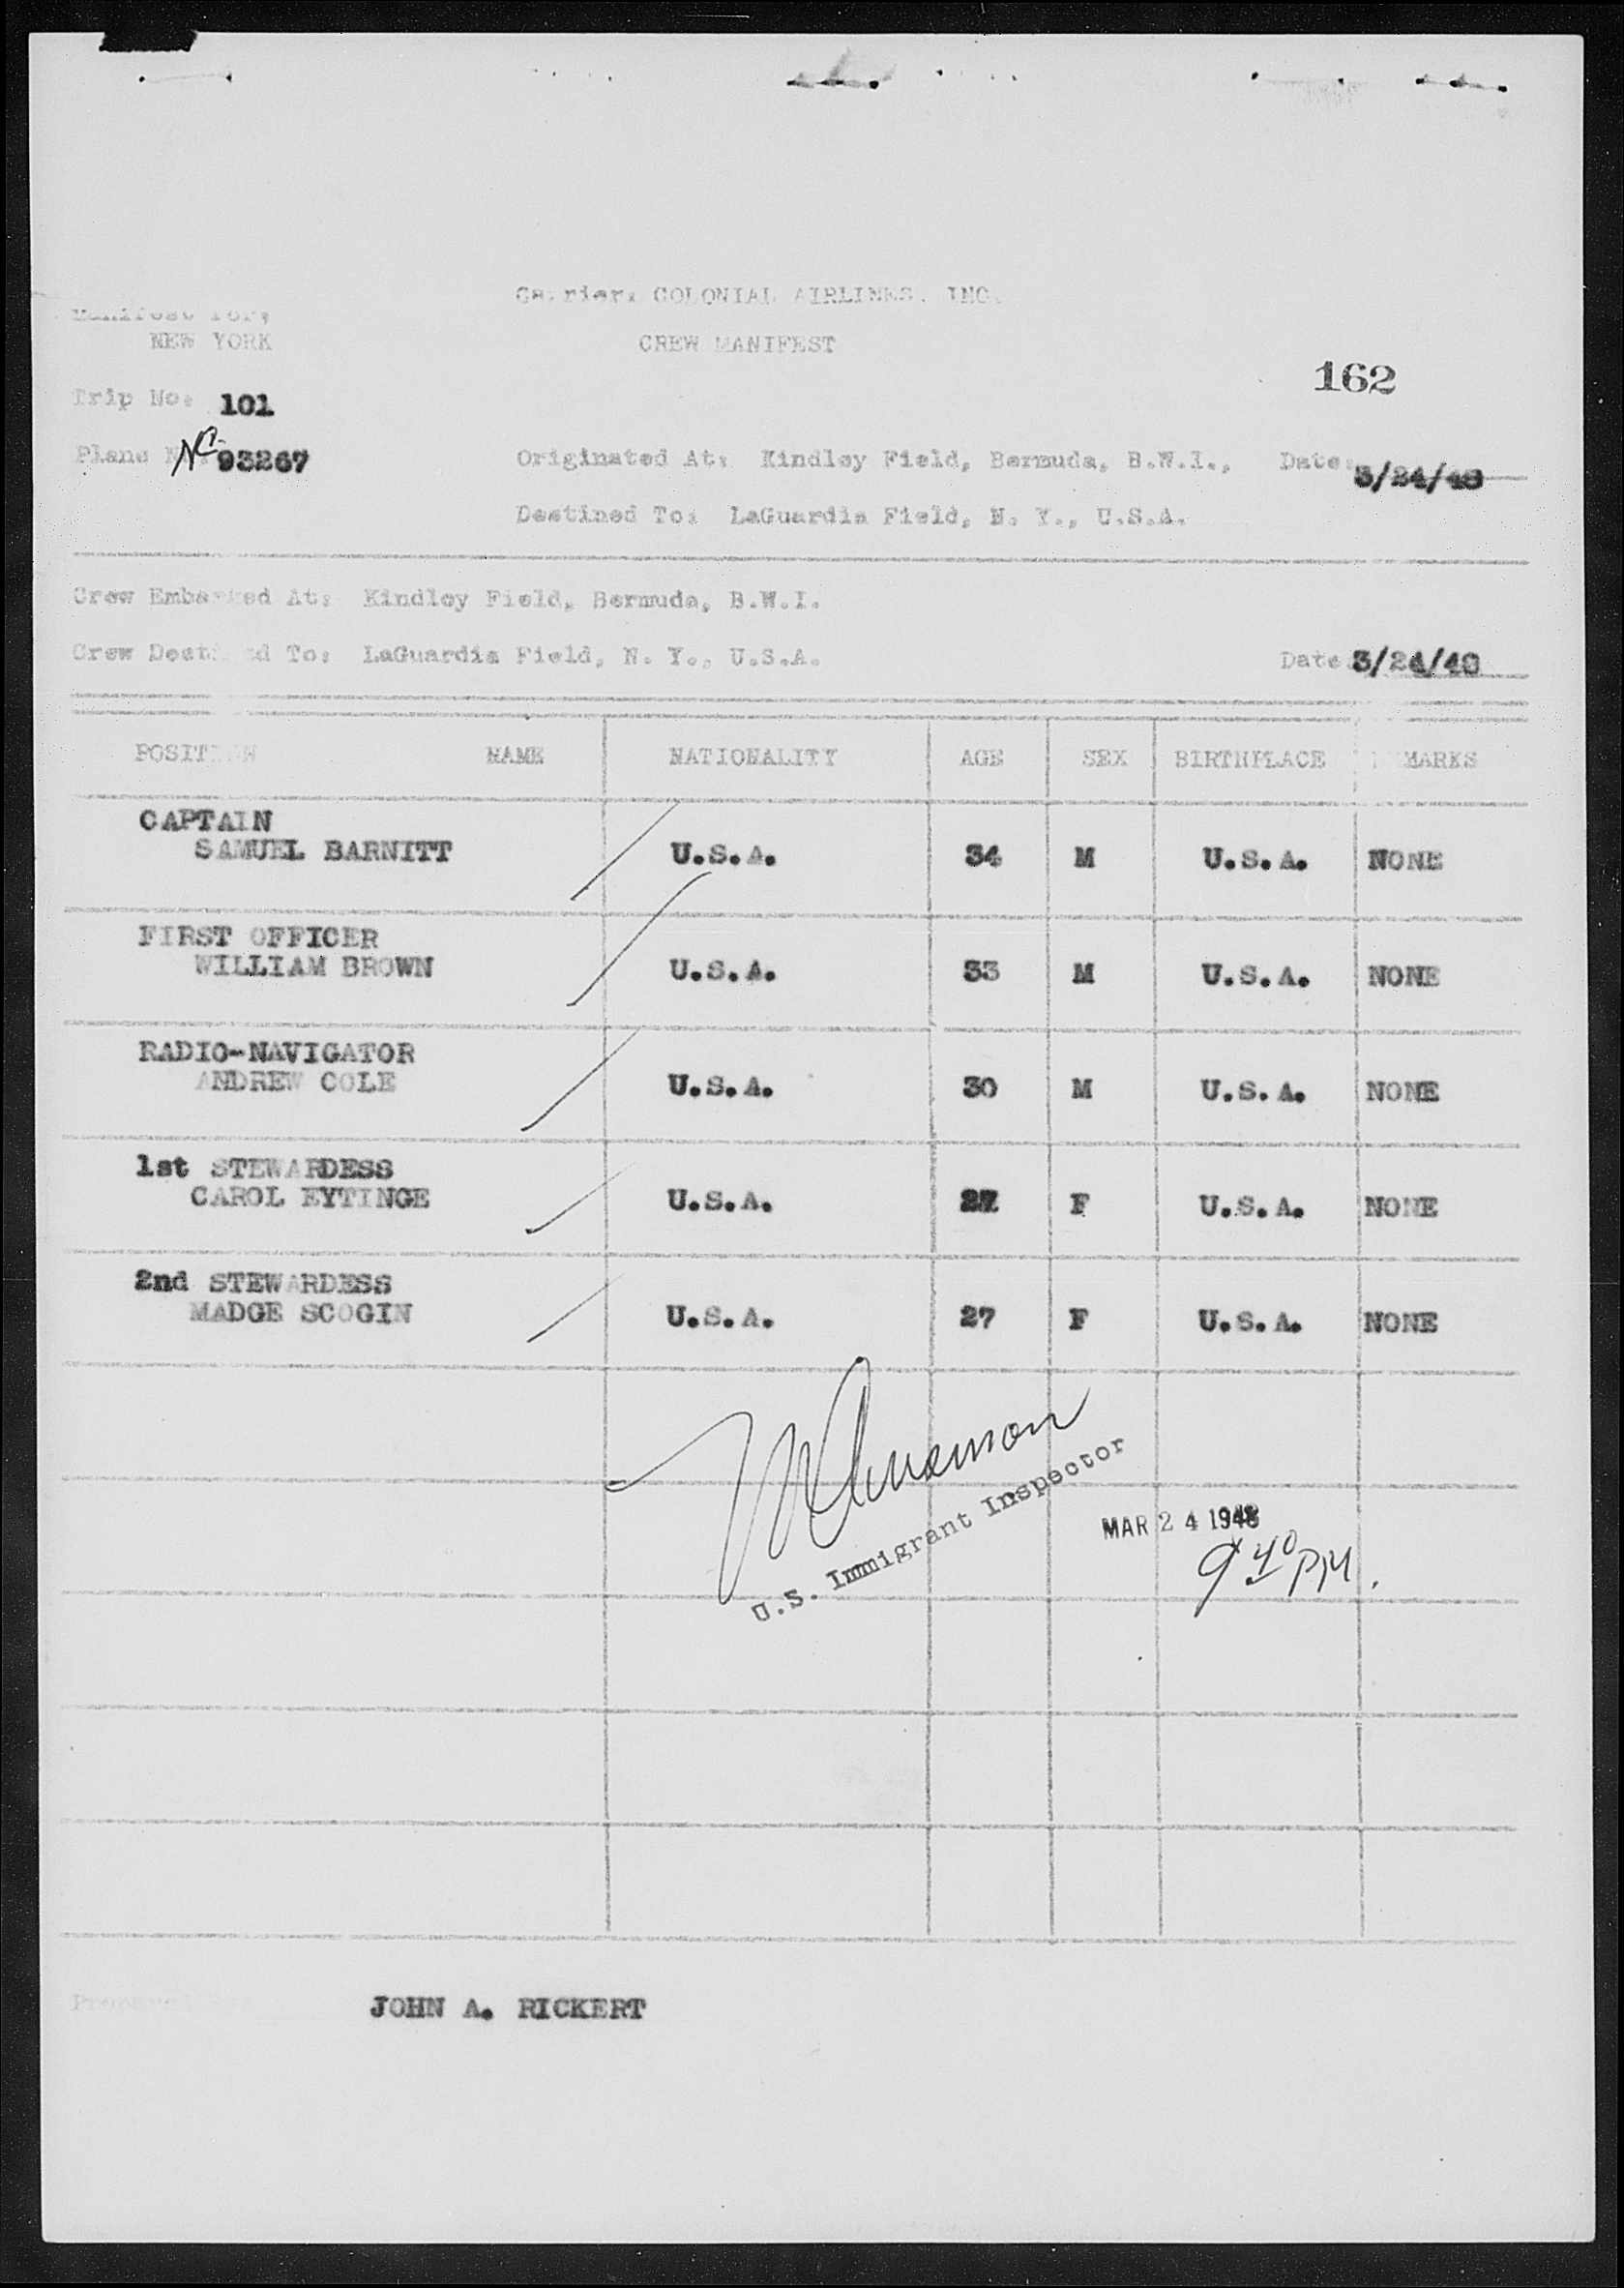 Carrier: COLONIAL AIRLINES, INC.
Manifest for:
NEW YORK
CREW MANIFEST
162
Trip No: 101
Plane NC 93267
Originated At: Kindley Field, Bermuda, B.W.I., Date: 3/24/48
Destined To: LaGuardia Field, N. Y., U.S.A.
Crew Embarked At: Kindley Field, Bermuda, B.W.I.
Crew Destined To: LaGuardia Field, N. Y., U.S.A. Date 3/24/48
POSITION NAME NATIONALITY AGE SEX BIRTHPLACE REMARKS
CAPTAIN
SAMUEL BARNITT U.S.A. 34 M U.S.A. NONE
FIRST OFFICER
WILLIAM BROWN U.S.A. 33 M U.S.A. NONE
RADIO-NAVIGATOR
ANDREW COLE U.S.A. 30 M U.S.A. NONE
1st STEWARDESS
CAROL EYTINGE U.S.A. 27 F U.S.A. NONE
2nd STEWARDESS
MADGE SCOGIN U.S.A. 27 F U.S.A. NONE
U.S. Immigrant Inspector
MAR 24 1948
9 40 PM.
JOHN A. RICKERT